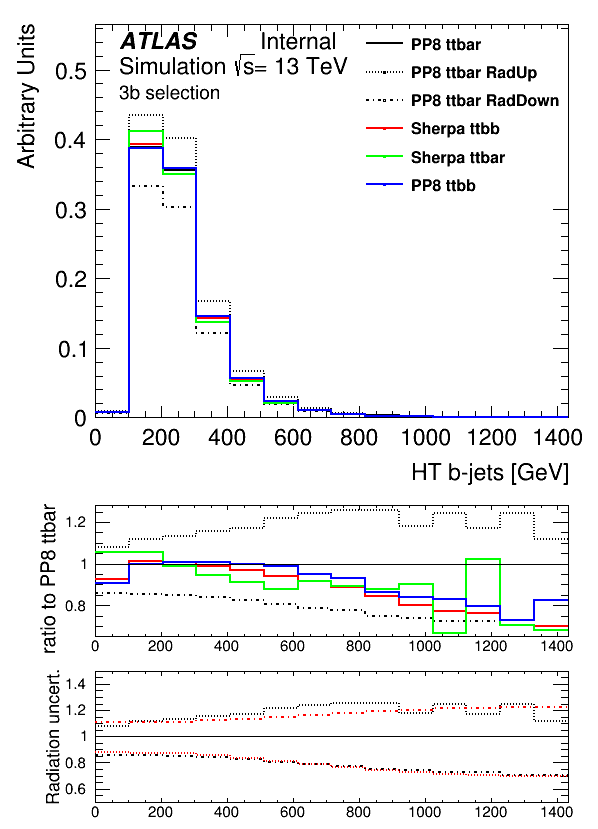 ATLAS Internal
Simulation √s= 13 TeV
3b selection
PP8 ttbar
PP8 ttbar RadUp
PP8 ttbar RadDown
Sherpa ttbb
Sherpa ttbar
PP8 ttbb
Arbitrary Units
0.5
0.4
0.3
0.2
0.1
0
0 200 400 600 800 1000 1200 1400
HT b-jets [GeV]
ratio to PP8 ttbar
1.2
1
0.8
0 200 400 600 800 1000 1200 1400
Radiation uncert.
1.4
1.2
1
0.8
0.6
0 200 400 600 800 1000 1200 1400